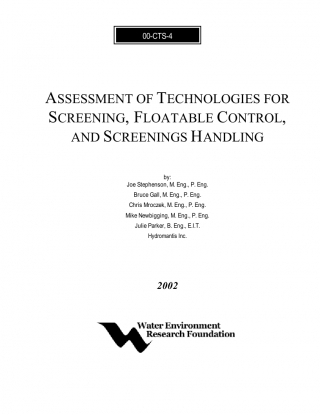 00-CTS-4
ASSESSMENT OF TECHNOLOGIES FOR
SCREENING, FLOATABLE CONTROL,
AND SCREENINGS HANDLING
by:
Joe Stephenson, M. Eng., P. Eng.
Bruce Gall, M. Eng., P. Eng.
Chris Mroczek, M. Eng., P. Eng.
Mike Newbigging, M. Eng., P. Eng.
Julie Parker, B. Eng., E.I.T.
Hydromantis Inc.
2002
Water Environment
Research Foundation